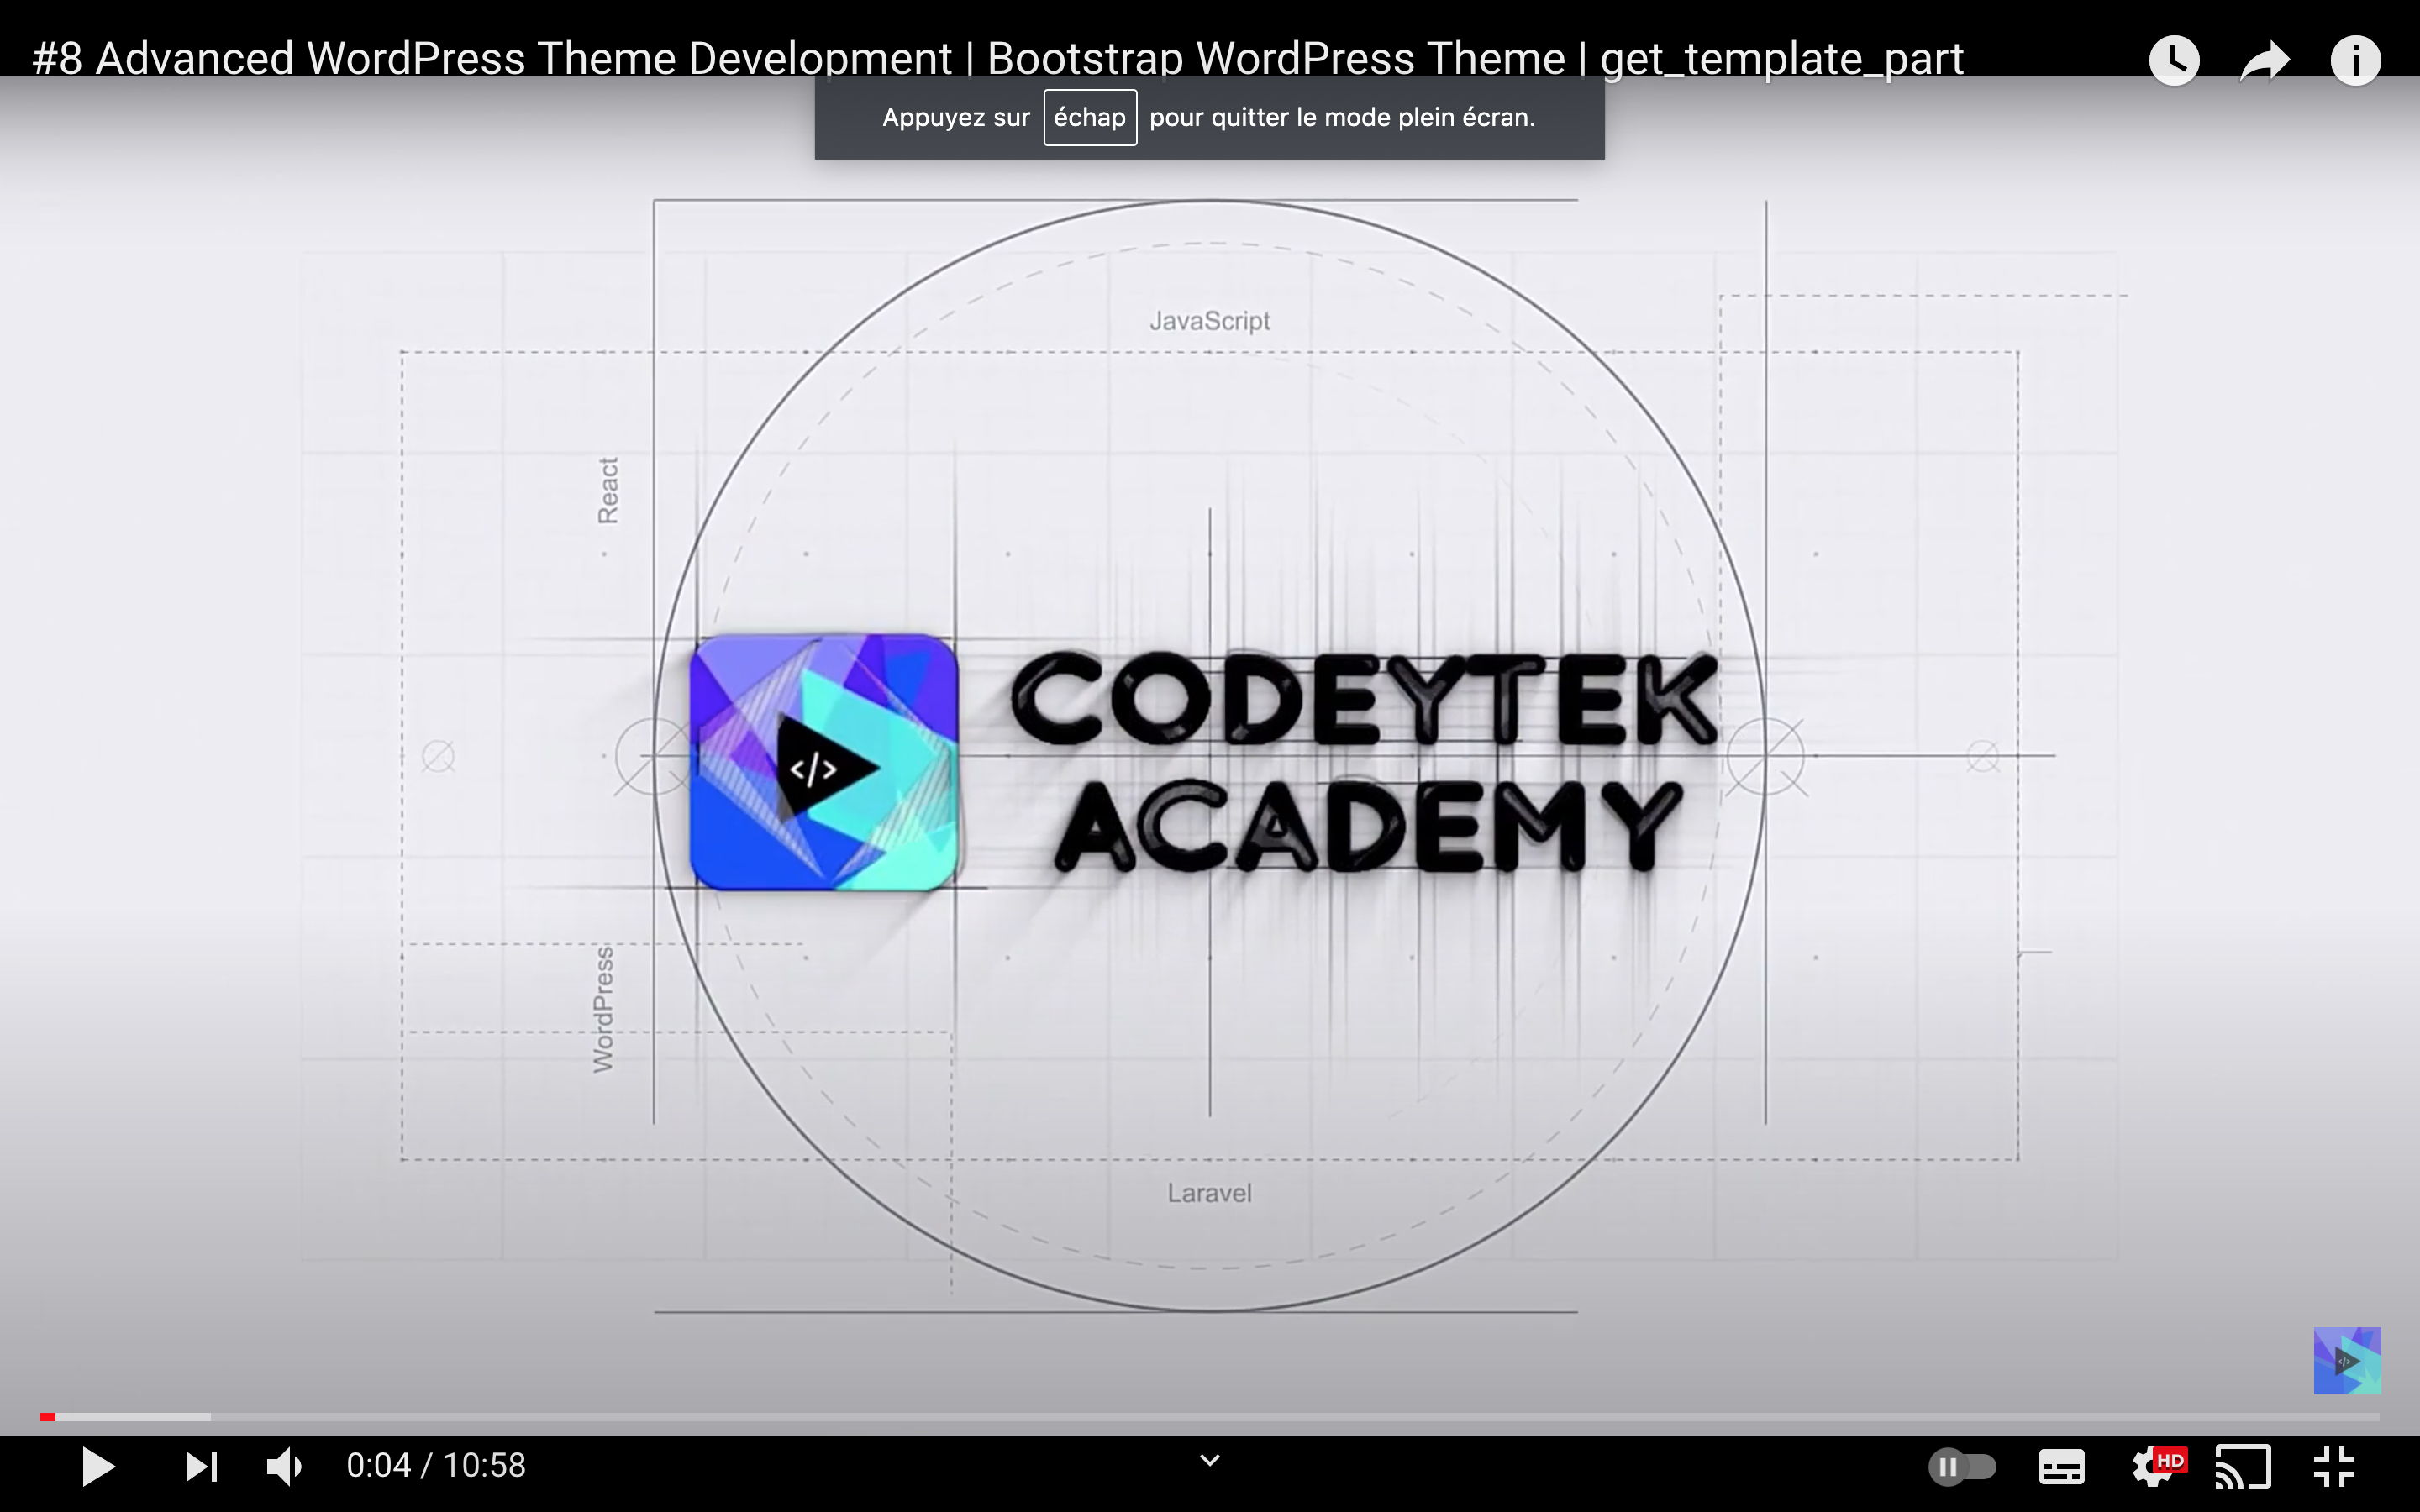 #8 Advanced WordPress Theme Development | Bootstrap WordPress Theme | get_template_part
Appuyez sur échap pour quitter le mode plein écran.
JavaScript
React
CODEYTEK
</>
ACADEMY
WordPress
Laravel
</>
0:04 / 10:58
HD